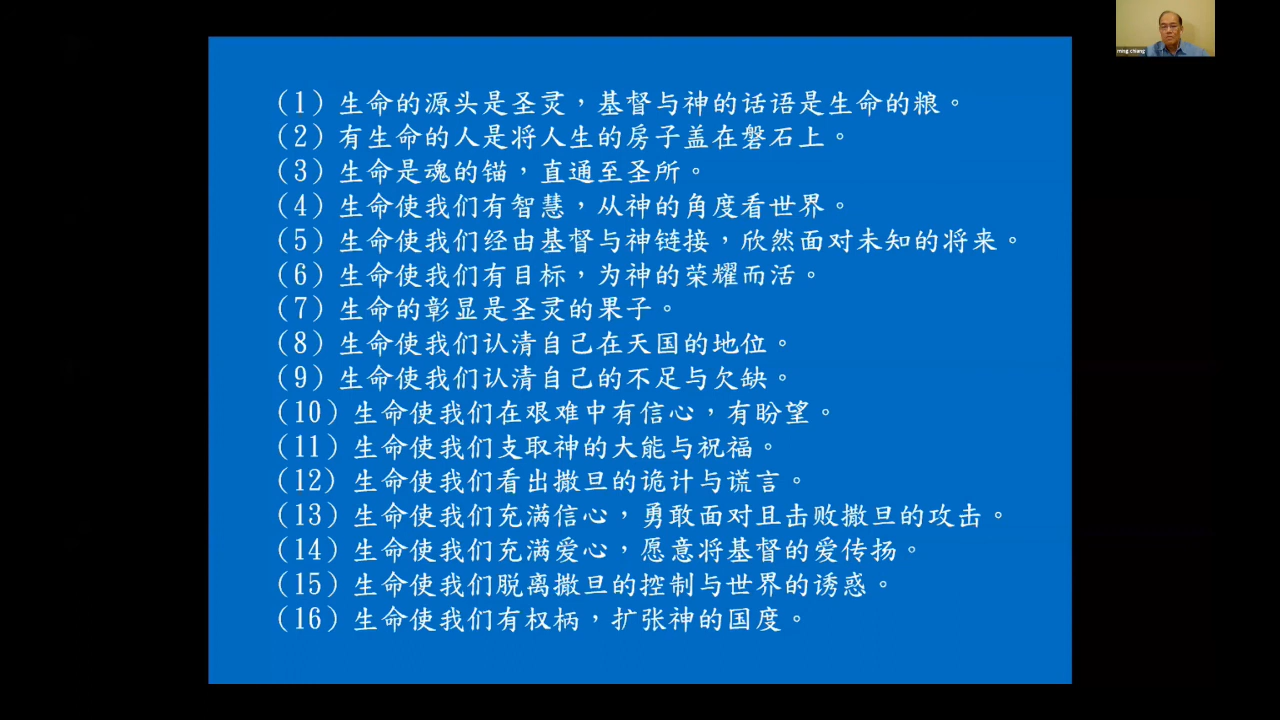 ming chiang
（1）生命的源头是圣灵，基督与神的话语是生命的粮。
（2）有生命的人是将人生的房子盖在磐石上。
（3）生命是魂的锚，直通至圣所。
（4）生命使我们有智慧，从神的角度看世界。
（5）生命使我们经由基督与神链接，欣然面对未知的将来。
（6）生命使我们有目标，为神的荣耀而活。
（7）生命的彰显是圣灵的果子。
（8）生命使我们认清自己在天国的地位。
（9）生命使我们认清自己的不足与欠缺。
（10）生命使我们在艰难中有信心，有盼望。
（11）生命使我们支取神的大能与祝福。
（12）生命使我们看出撒旦的诡计与谎言。
（13）生命使我们充满信心，勇敢面对且击败撒旦的攻击。
（14）生命使我们充满爱心，愿意将基督的爱传扬。
（15）生命使我们脱离撒旦的控制与世界的诱惑。
（16）生命使我们有权柄，扩张神的国度。